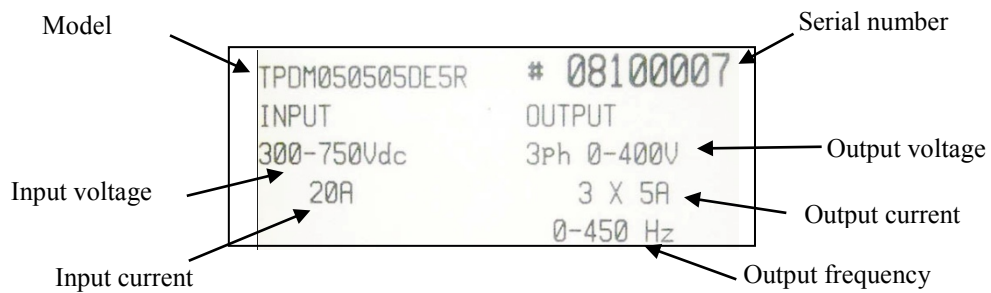 Model
Serial number
TPDM050505DE5R # 08100007
INPUT OUTPUT
300-750Vdc 3Ph 0-400V
Output voltage
Input voltage
20A 3 X 5A
Output current
0-450 Hz
Input current
Output frequency